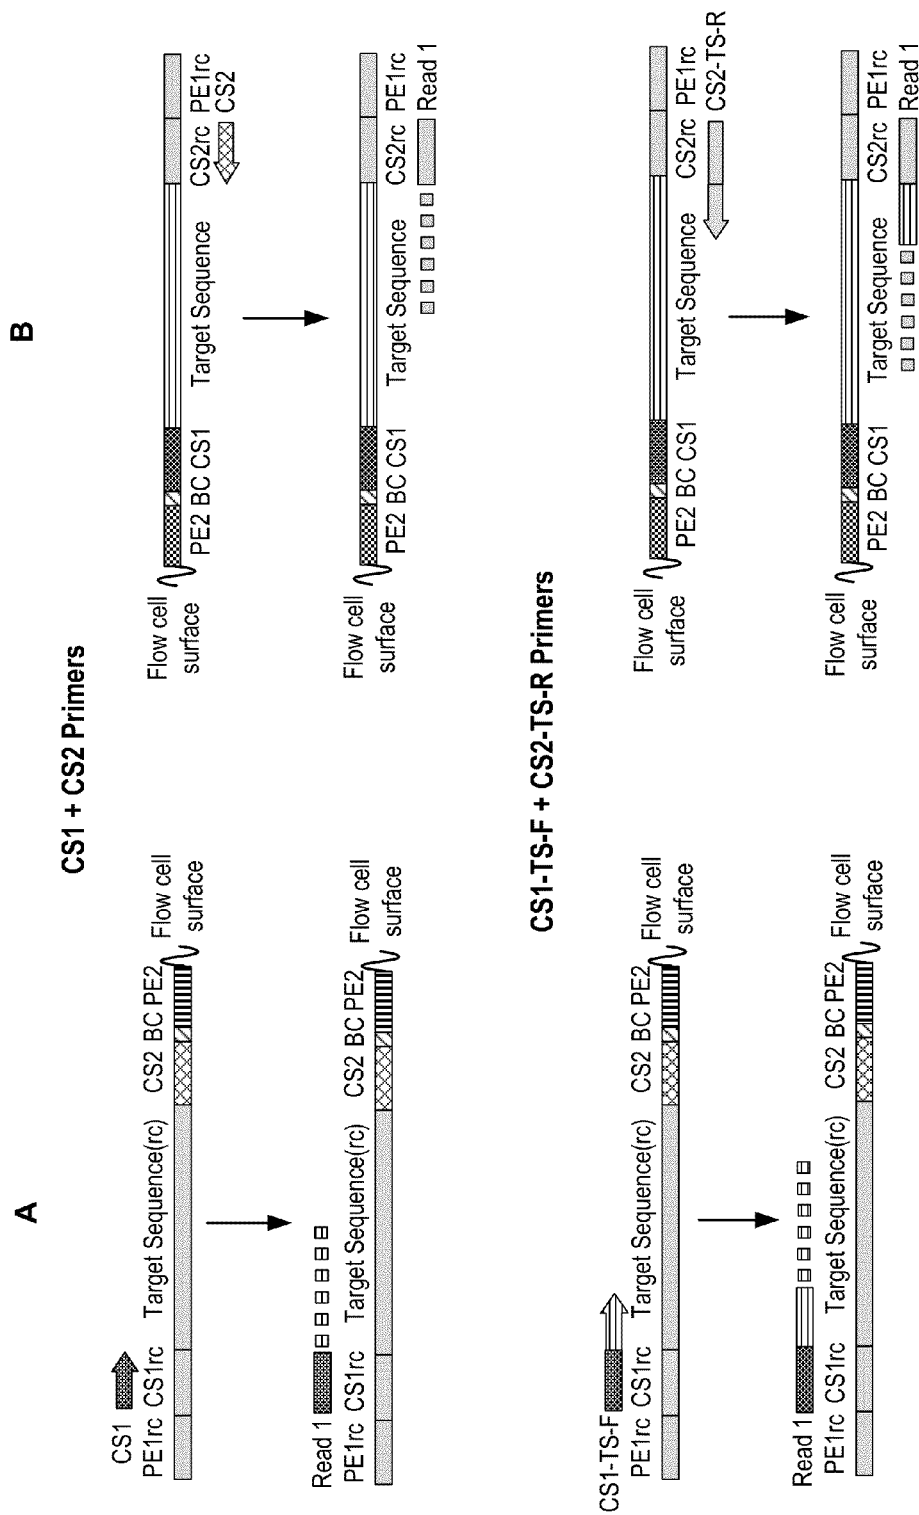 A
B
CS1 + CS2 Primers
CS1
PE1rc CS1rc Target Sequence(rc) CS2 BC PE2
Flow cell
surface
Read 1
PE1rc CS1rc Target Sequence(rc) CS2 BC PE2
Flow cell
surface
Flow cell
surface
PE2 BC CS1 Target Sequence CS2rc PE1rc
CS2
Flow cell
surface
PE2 BC CS1 Target Sequence CS2rc PE1rc
Read 1
CS1-TS-F + CS2-TS-R Primers
CS1-TS-F
PE1rc CS1rc Target Sequence(rc) CS2 BC PE2
Flow cell
surface
Read 1
PE1rc CS1rc Target Sequence(rc) CS2 BC PE2
Flow cell
surface
Flow cell
surface
PE2 BC CS1 Target Sequence CS2rc PE1rc
CS2-TS-R
Flow cell
surface
PE2 BC CS1 Target Sequence CS2rc PE1rc
Read 1